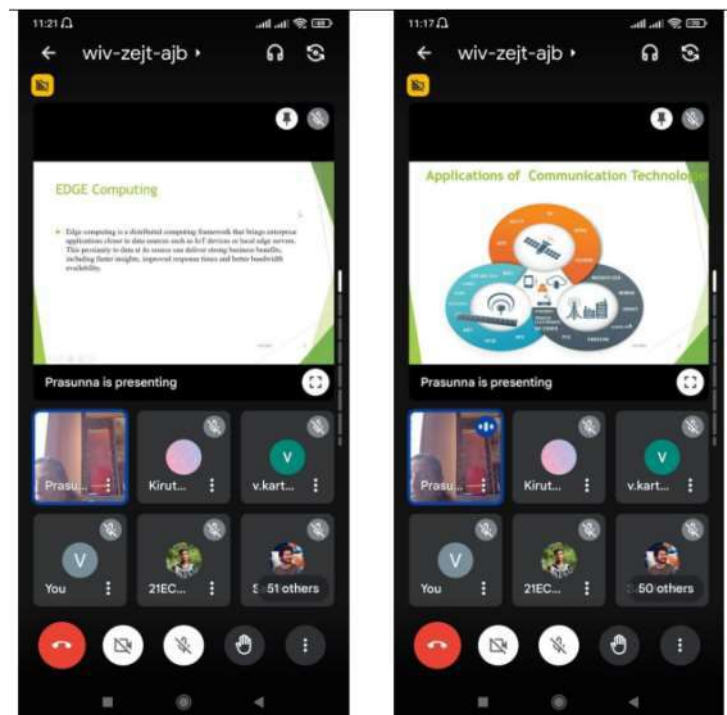 11:21
65
wiv-zejt-ajb
EDGE Computing
Edge computing is a distributed computing framework that brings enterprise
applications closer to data sources such as IoT devices or local edge servers.
This proximity to data at its source can deliver strong business benefits,
including faster insights, improved response times and better bandwidth
availability.
Prasunna is presenting
Prasu...
Kirut...
V
v.kart...
V
You
21EC...
51 others
11:17
70
wiv-zejt-ajb
Applications of Communication Technologie
Prasunna is presenting
Prasu...
Kirut...
V
v.kart...
V
You
21EC...
50 others